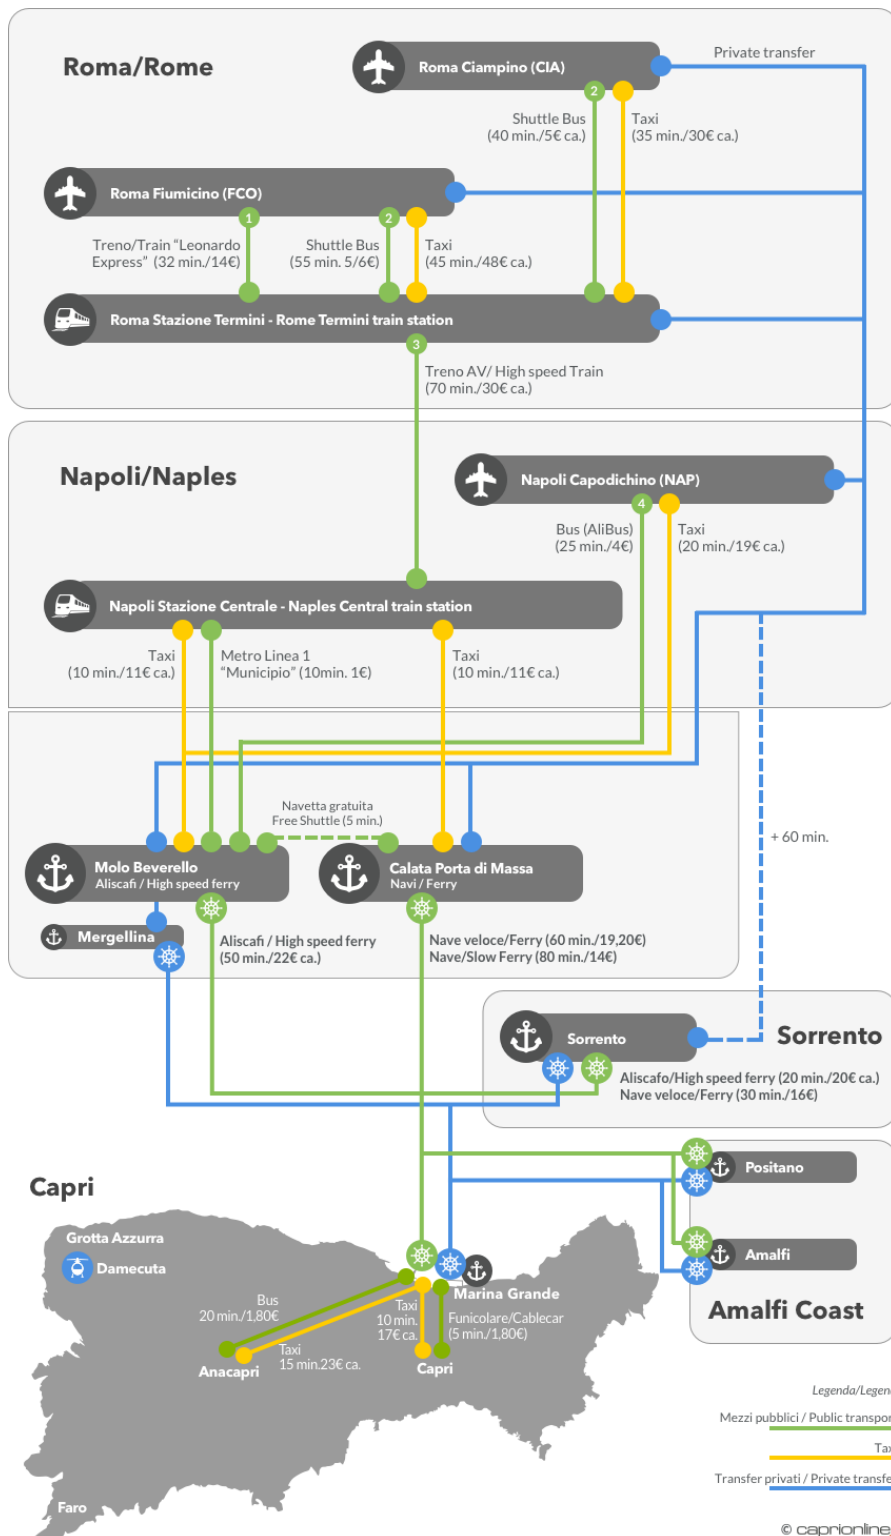 Roma/Rome
Roma Ciampino (CIA)
Private transfer
2
Shuttle Bus
(40 min./5€ ca.)
Taxi
(35 min./30€ ca.)
Roma Fiumicino (FCO)
1
2
Treno/Train “Leonardo
Express” (32 min./14€)
Shuttle Bus
(55 min. 5/6€)
Taxi
(45 min./48€ ca.)
Roma Stazione Termini - Rome Termini train station
3
Treno AV/ High speed Train
(70 min./30€ ca.)
Napoli/Naples
Napoli Capodichino (NAP)
4
Bus (AliBus)
(25 min./4€)
Taxi
(20 min./19€ ca.)
Napoli Stazione Centrale - Naples Central train station
Taxi
(10 min./11€ ca.)
Metro Linea 1
“Municipio” (10min. 1€)
Taxi
(10 min./11€ ca.)
Navetta gratuita
Free Shuttle (5 min.)
+ 60 min.
Molo Beverello
Aliscafi / High speed ferry
Calata Porta di Massa
Navi / Ferry
Mergellina
Aliscafi / High speed ferry
(50 min./22€ ca.)
Nave veloce/Ferry (60 min./19,20€)
Nave/Slow Ferry (80 min./14€)
Sorrento
Sorrento
Aliscafo/High speed ferry (20 min./20€ ca.)
Nave veloce/Ferry (30 min./16€)
Positano
Amalfi
Amalfi Coast
Capri
Grotta Azzurra
Damecuta
Marina Grande
Bus
20 min./1,80€
Taxi
10 min.
17€ ca.
Funicolare/Cablecar
(5 min./1,80€)
Taxi
15 min.23€ ca.
Anacapri
Capri
Faro
Legenda/Legen
Mezzi pubblici / Public transpor
Tax
Transfer privati / Private transfe
© caprionline